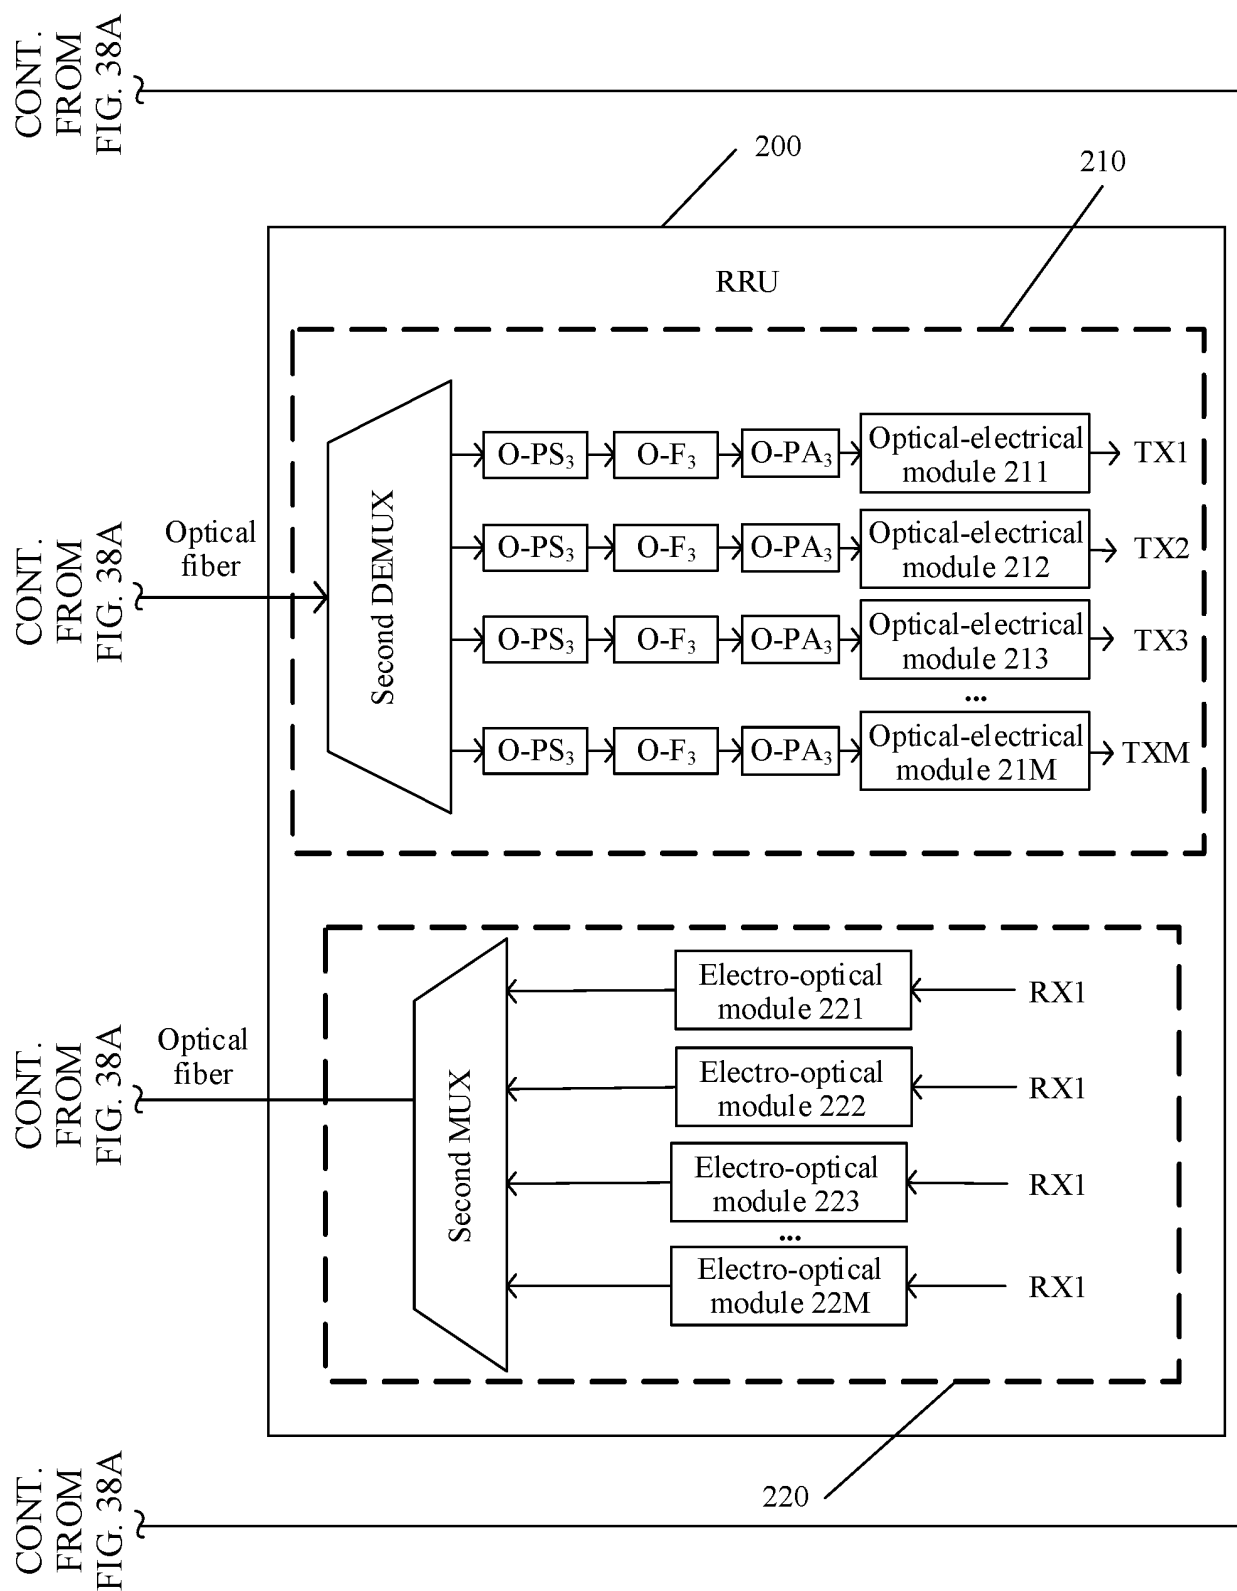 CONT.
FROM
FIG. 38A
200
210
RRU
CONT.
FROM
FIG. 38A
Optical
fiber
Second DEMUX
O-PS₃
O-F₃
O-PA₃
Optical-electrical
module 211
TX1
O-PS₃
O-F₃
O-PA₃
Optical-electrical
module 212
TX2
O-PS₃
O-F₃
O-PA₃
Optical-electrical
module 213
TX3
...
O-PS₃
O-F₃
O-PA₃
Optical-electrical
module 21M
TXM
CONT.
FROM
FIG. 38A
Optical
fiber
Second MUX
Electro-optical
module 221
RX1
Electro-optical
module 222
RX1
Electro-optical
module 223
RX1
...
Electro-optical
module 22M
RX1
220
CONT.
FROM
FIG. 38A